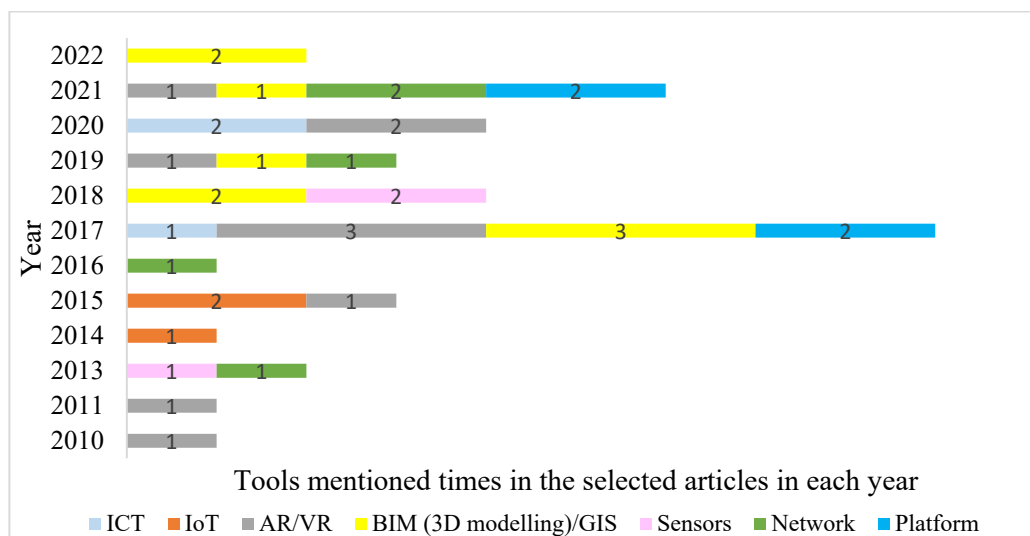 2022 2
2021 1 1 2 2
2020 2 2
2019 1 1 1
2018 2 2
2017 1 3 3 2
2016 1
2015 2 1
2014 1
2013 1 1
2011 1
2010 1
Year
Tools mentioned times in the selected articles in each year
ICT IoT AR/VR BIM (3D modelling)/GIS Sensors Network Platform